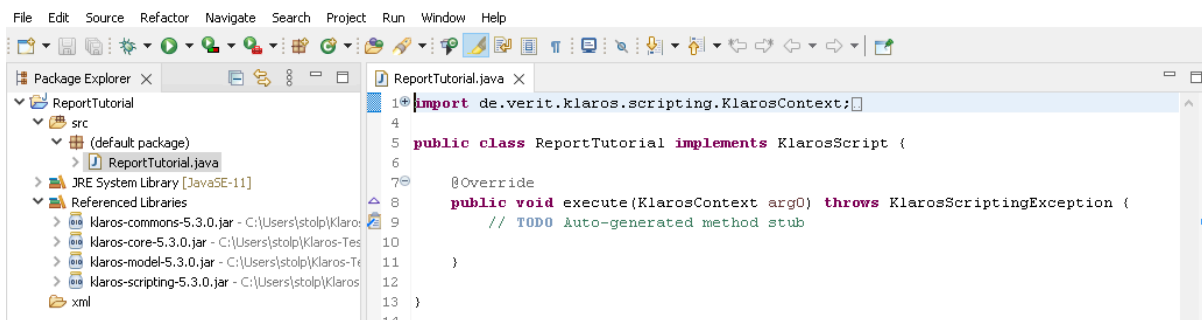 File Edit Source Refactor Navigate Search Project Run Window Help
Package Explorer
ReportTutorial
src
(default package)
ReportTutorial.java
JRE System Library [JavaSE-11]
Referenced Libraries
klaros-commons-5.3.0.jar - C:\Users\stolp\Klaros
klaros-core-5.3.0.jar - C:\Users\stolp\Klaros-Tes
klaros-model-5.3.0.jar - C:\Users\stolp\Klaros-Te
klaros-scripting-5.3.0.jar - C:\Users\stolp\Klaros
xml
ReportTutorial.java
1 import de.verit.klaros.scripting.KlarosContext;
4
5 public class ReportTutorial implements KlarosScript {
6
7 @Override
8 public void execute(KlarosContext arg0) throws KlarosScriptingException {
9 // TODO Auto-generated method stub
10
11 }
12
13 }
14